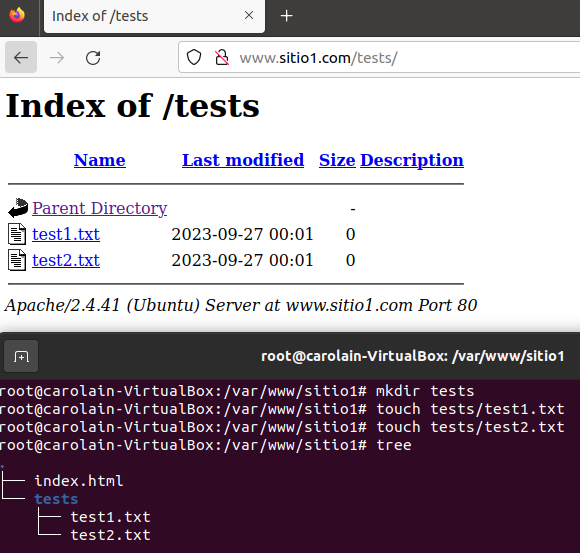 Index of /tests
www.sitio1.com/tests/
Index of /tests
Name Last modified Size Description
Parent Directory -
test1.txt 2023-09-27 00:01 0
test2.txt 2023-09-27 00:01 0
Apache/2.4.41 (Ubuntu) Server at www.sitio1.com Port 80
root@carolain-VirtualBox: /var/www/sitio1
root@carolain-VirtualBox:/var/www/sitio1# mkdir tests
root@carolain-VirtualBox:/var/www/sitio1# touch tests/test1.txt
root@carolain-VirtualBox:/var/www/sitio1# touch tests/test2.txt
root@carolain-VirtualBox:/var/www/sitio1# tree
.
├── index.html
└── tests
    ├── test1.txt
    └── test2.txt